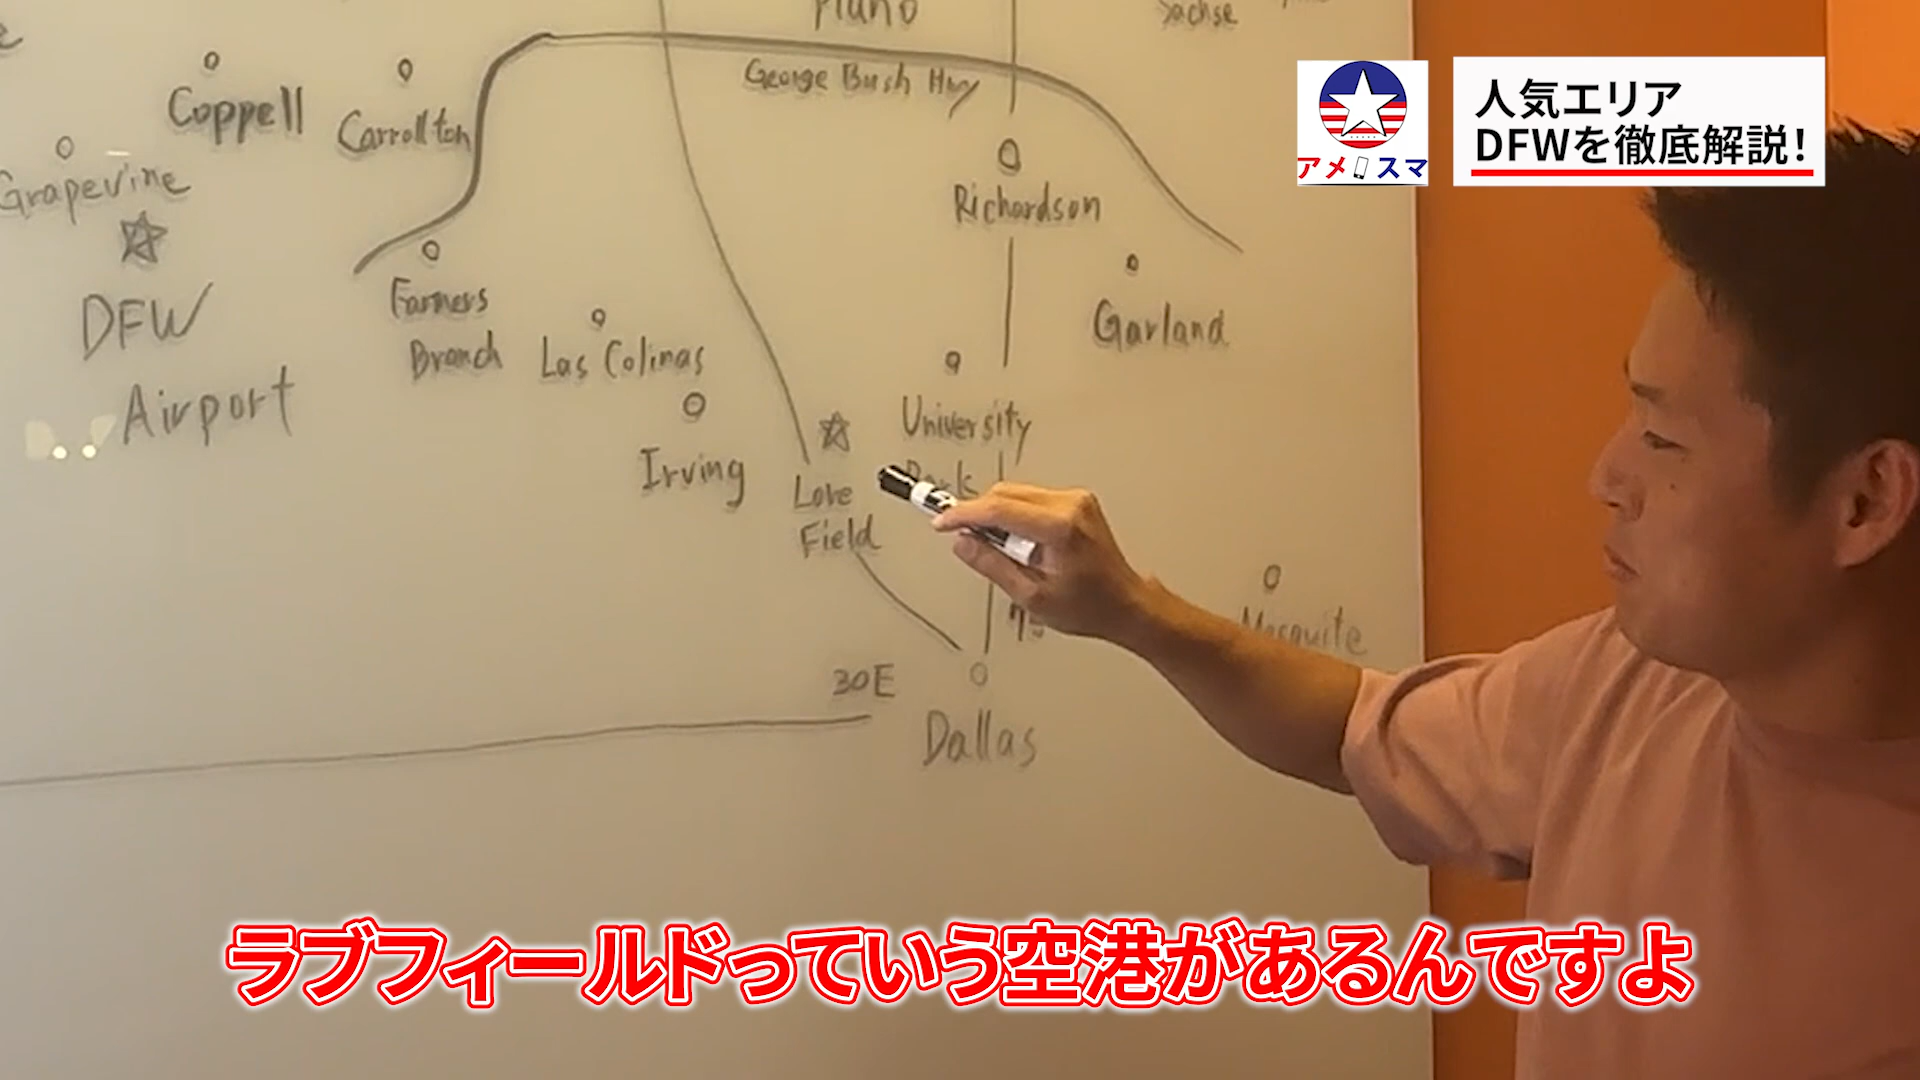 Plano
Sachse
Coppell
Carrollton
George Bush Hwy
人気エリア
DFWを徹底解説!
アメスマ
Grapevine
Richardson
DFW
Airport
Farmers
Branch
Garland
Las Colinas
University
Irving
Love
Field
Mesquite
30E
Dallas
ラブフィールドっていう空港があるんですよ